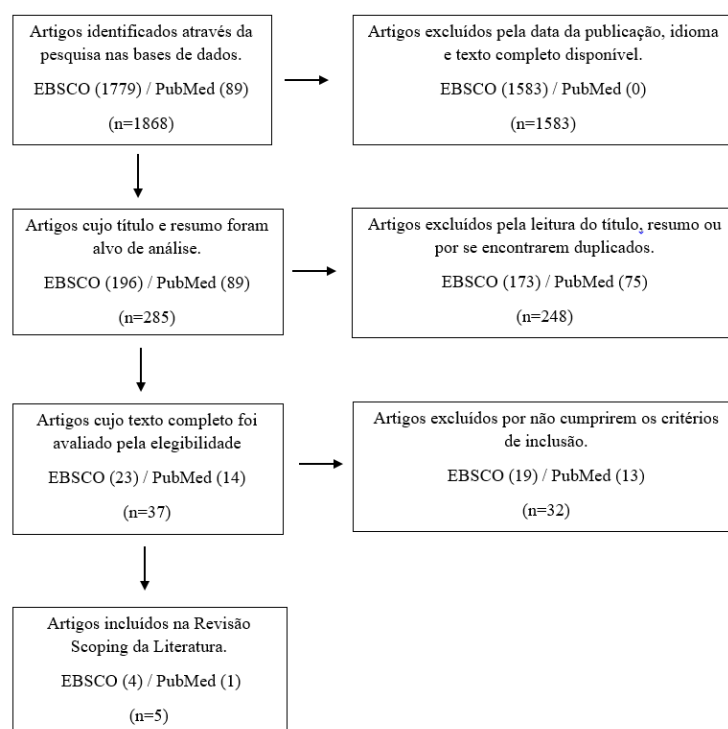 Artigos identificados através da
pesquisa nas bases de dados.
EBSCO (1779) / PubMed (89)
(n=1868)
Artigos excluídos pela data da publicação, idioma
e texto completo disponível.
EBSCO (1583) / PubMed (0)
(n=1583)
Artigos cujo título e resumo foram
alvo de análise.
EBSCO (196) / PubMed (89)
(n=285)
Artigos excluídos pela leitura do título, resumo ou
por se encontrarem duplicados.
EBSCO (173) / PubMed (75)
(n=248)
Artigos cujo texto completo foi
avaliado pela elegibilidade
EBSCO (23) / PubMed (14)
(n=37)
Artigos excluídos por não cumprirem os critérios
de inclusão.
EBSCO (19) / PubMed (13)
(n=32)
Artigos incluídos na Revisão
Scoping da Literatura.
EBSCO (4) / PubMed (1)
(n=5)